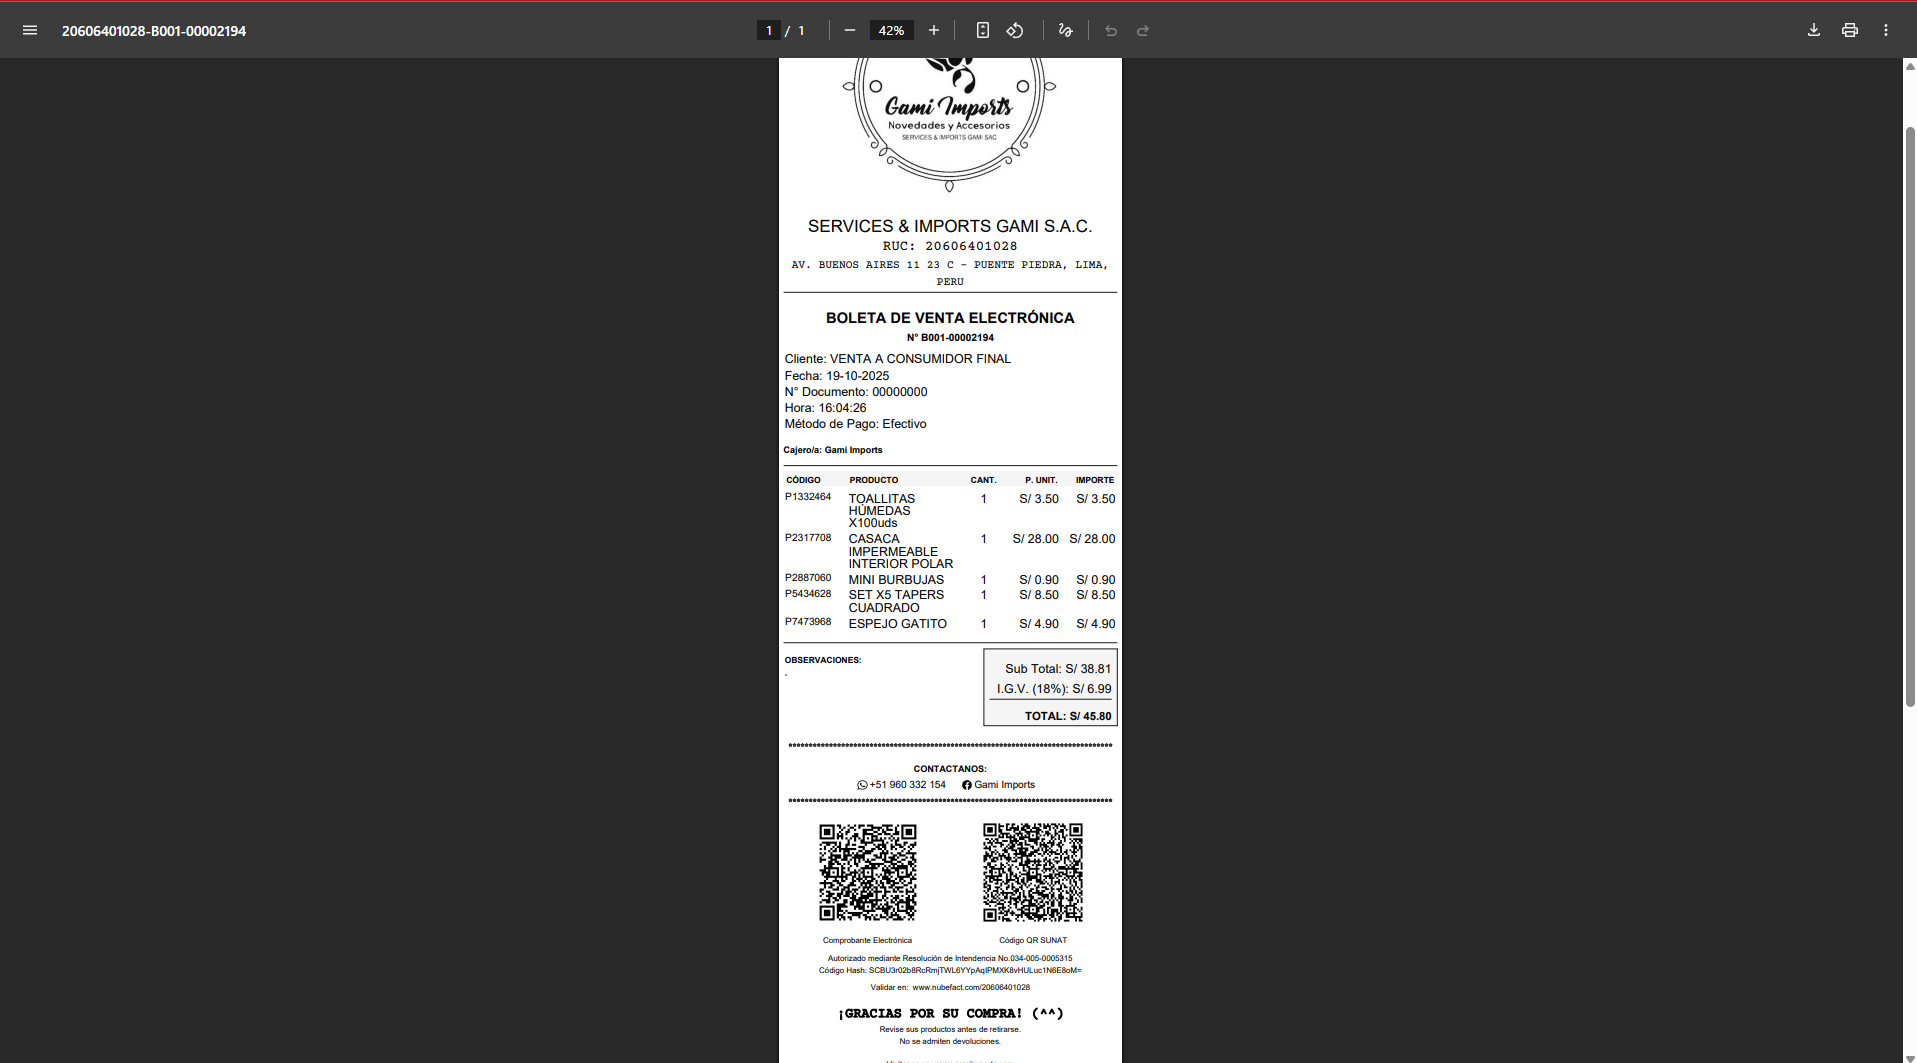 20606401028-B001-00002194
1 / 1
42%
Gami Imports
Novedades y Accesorios
SERVICES & IMPORTS GAMI SAC
SERVICES & IMPORTS GAMI S.A.C.
RUC: 20606401028
AV. BUENOS AIRES 11 23 C - PUENTE PIEDRA, LIMA,
PERU
BOLETA DE VENTA ELECTRÓNICA
N° B001-00002194
Cliente: VENTA A CONSUMIDOR FINAL
Fecha: 19-10-2025
N° Documento: 00000000
Hora: 16:04:26
Método de Pago: Efectivo
Cajero/a: Gami Imports
CÓDIGO PRODUCTO CANT. P. UNIT. IMPORTE
P1332464 TOALLITAS 1 S/ 3.50 S/ 3.50
HÚMEDAS
X100uds
P2317708 CASACA 1 S/ 28.00 S/ 28.00
IMPERMEABLE
INTERIOR POLAR
P2887060 MINI BURBUJAS 1 S/ 0.90 S/ 0.90
P5434628 SET X5 TAPERS 1 S/ 8.50 S/ 8.50
CUADRADO
P7473968 ESPEJO GATITO 1 S/ 4.90 S/ 4.90
OBSERVACIONES:
-
Sub Total: S/ 38.81
I.G.V. (18%): S/ 6.99
TOTAL: S/ 45.80
CONTACTANOS:
+51 960 332 154 Gami Imports
Comprobante Electrónica Código QR SUNAT
Autorizado mediante Resolución de Intendencia No.034-005-0005315
Código Hash: SCBU3r02b8RcRmjTWL6YYpAqIPMXK8vHULuc1N6E8oM=
Validar en: www.nubefact.com/20606401028
¡GRACIAS POR SU COMPRA! (^^)
Revise sus productos antes de retirarse.
No se admiten devoluciones.